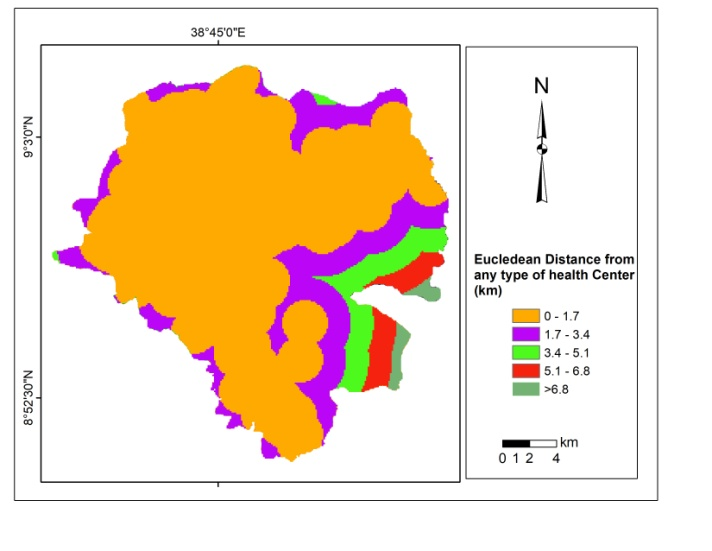 38°45'0"E
9°3'0"N
8°52'30"N
N
Eucledean Distance from
any type of health Center
(km)
0 - 1.7
1.7 - 3.4
3.4 - 5.1
5.1 - 6.8
>6.8
km
0 1 2 4